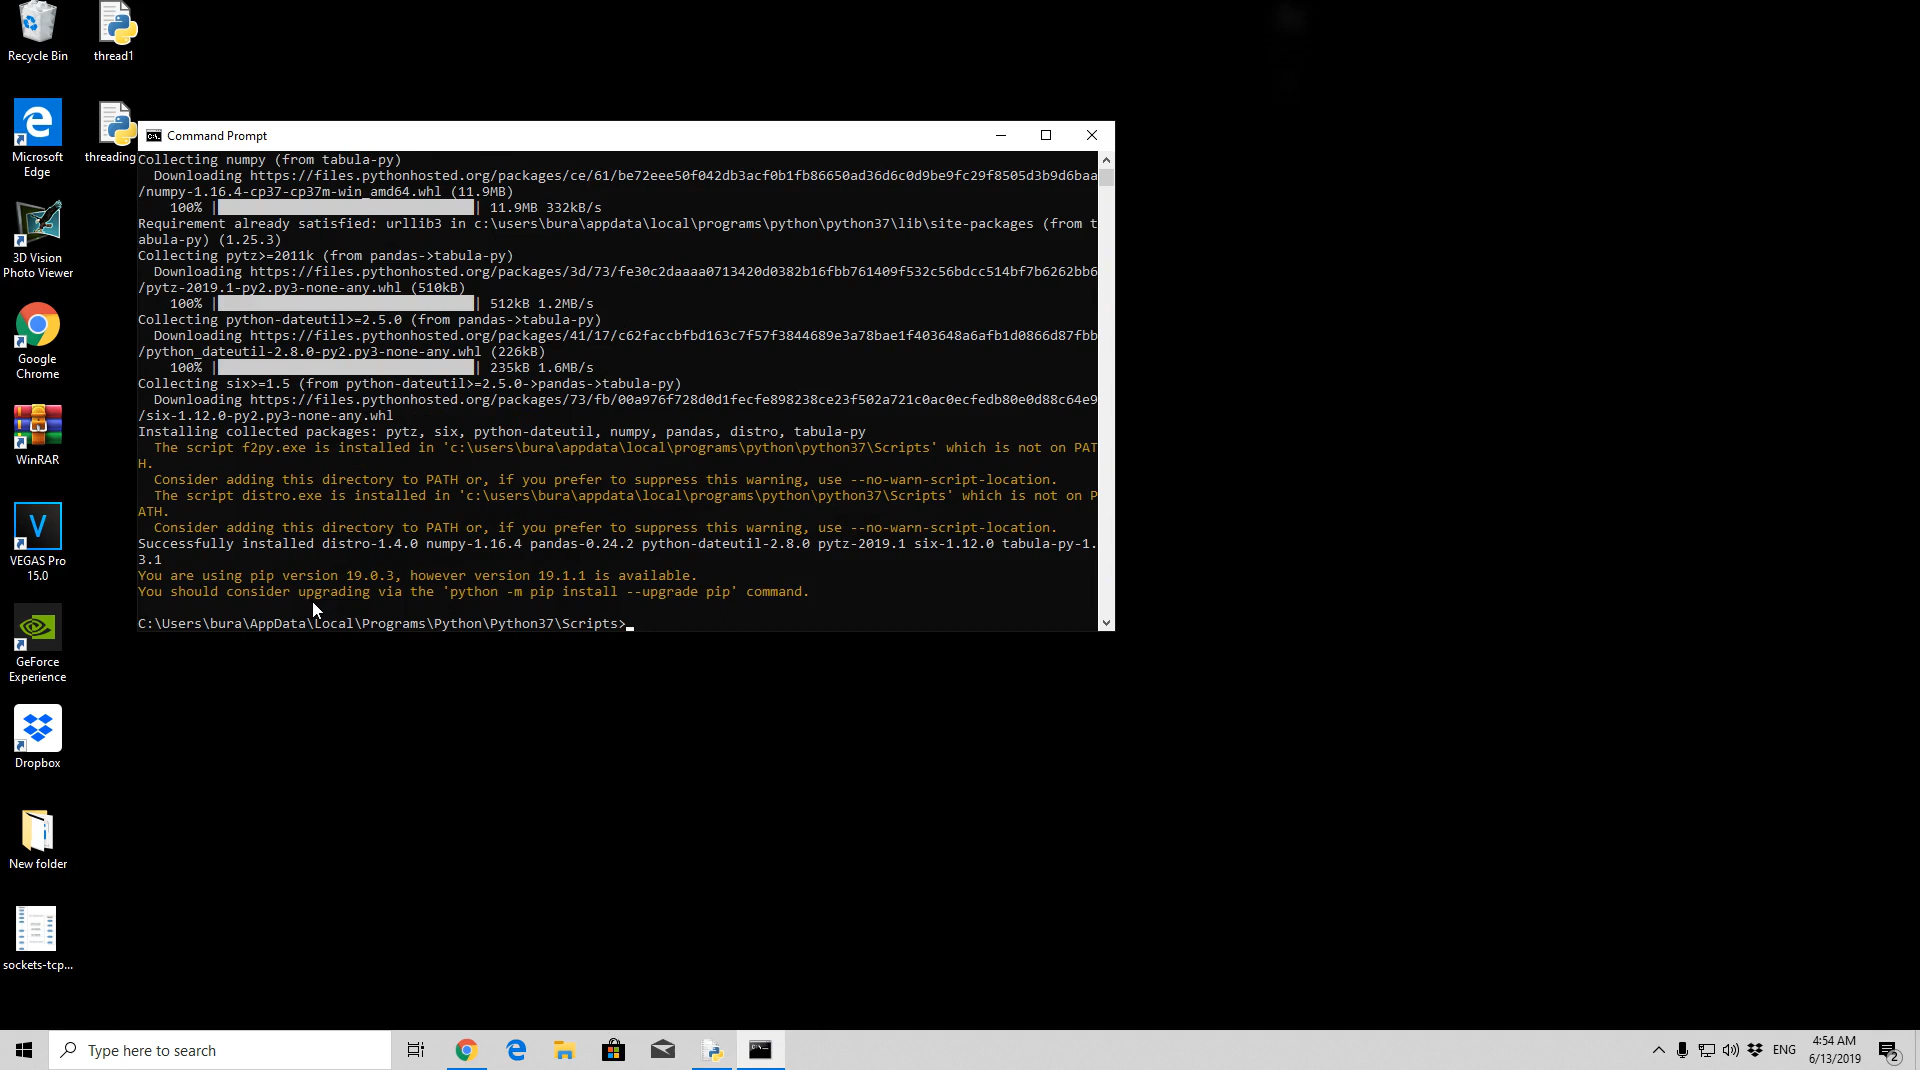 Recycle Bin
thread1
Microsoft
Edge
threading
3D Vision
Photo Viewer
Google
Chrome
WinRAR
VEGAS Pro
15.0
GeForce
Experience
Dropbox
New folder
sockets-tcp...
Command Prompt
Collecting numpy (from tabula-py)
  Downloading https://files.pythonhosted.org/packages/ce/61/be72eee50f042db3acf0b1fb86650ad36d6c0d9be9fc29f8505d3b9d6baa
/numpy-1.16.4-cp37-cp37m-win_amd64.whl (11.9MB)
    100% |████████████████████████████████| 11.9MB 332kB/s
Requirement already satisfied: urllib3 in c:\users\bura\appdata\local\programs\python\python37\lib\site-packages (from t
abula-py) (1.25.3)
Collecting pytz>=2011k (from pandas->tabula-py)
  Downloading https://files.pythonhosted.org/packages/3d/73/fe30c2daaaa0713420d0382b16fbb761409f532c56bdcc514bf7b6262bb6
/pytz-2019.1-py2.py3-none-any.whl (510kB)
    100% |████████████████████████████████| 512kB 1.2MB/s
Collecting python-dateutil>=2.5.0 (from pandas->tabula-py)
  Downloading https://files.pythonhosted.org/packages/41/17/c62faccbfbd163c7f57f3844689e3a78bae1f403648a6afb1d0866d87fbb
/python_dateutil-2.8.0-py2.py3-none-any.whl (226kB)
    100% |████████████████████████████████| 235kB 1.6MB/s
Collecting six>=1.5 (from python-dateutil>=2.5.0->pandas->tabula-py)
  Downloading https://files.pythonhosted.org/packages/73/fb/00a976f728d0d1fecfe898238ce23f502a721c0ac0ecfedb80e0d88c64e9
/six-1.12.0-py2.py3-none-any.whl
Installing collected packages: pytz, six, python-dateutil, numpy, pandas, distro, tabula-py
  The script f2py.exe is installed in 'c:\users\bura\appdata\local\programs\python\python37\Scripts' which is not on PAT
H.
  Consider adding this directory to PATH or, if you prefer to suppress this warning, use --no-warn-script-location.
  The script distro.exe is installed in 'c:\users\bura\appdata\local\programs\python\python37\Scripts' which is not on P
ATH.
  Consider adding this directory to PATH or, if you prefer to suppress this warning, use --no-warn-script-location.
Successfully installed distro-1.4.0 numpy-1.16.4 pandas-0.24.2 python-dateutil-2.8.0 pytz-2019.1 six-1.12.0 tabula-py-1.
3.1
You are using pip version 19.0.3, however version 19.1.1 is available.
You should consider upgrading via the 'python -m pip install --upgrade pip' command.
C:\Users\bura\AppData\Local\Programs\Python\Python37\Scripts>
Type here to search
ENG
4:54 AM
6/13/2019
2